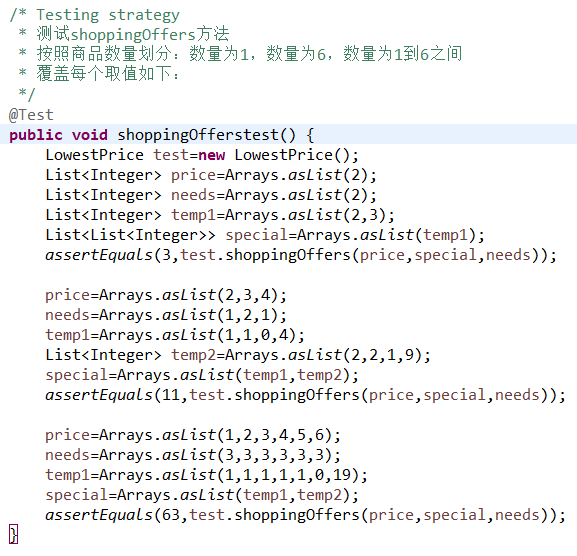 /* Testing strategy
 * 测试shoppingOffers方法
 * 按照商品数量划分：数量为1，数量为6，数量为1到6之间
 * 覆盖每个取值如下：
 */
@Test
public void shoppingOfferstest() {
    LowestPrice test=new LowestPrice();
    List<Integer> price=Arrays.asList(2);
    List<Integer> needs=Arrays.asList(2);
    List<Integer> temp1=Arrays.asList(2,3);
    List<List<Integer>> special=Arrays.asList(temp1);
    assertEquals(3,test.shoppingOffers(price,special,needs));

    price=Arrays.asList(2,3,4);
    needs=Arrays.asList(1,2,1);
    temp1=Arrays.asList(1,1,0,4);
    List<Integer> temp2=Arrays.asList(2,2,1,9);
    special=Arrays.asList(temp1,temp2);
    assertEquals(11,test.shoppingOffers(price,special,needs));

    price=Arrays.asList(1,2,3,4,5,6);
    needs=Arrays.asList(3,3,3,3,3,3);
    temp1=Arrays.asList(1,1,1,1,1,0,19);
    special=Arrays.asList(temp1,temp2);
    assertEquals(63,test.shoppingOffers(price,special,needs));
}